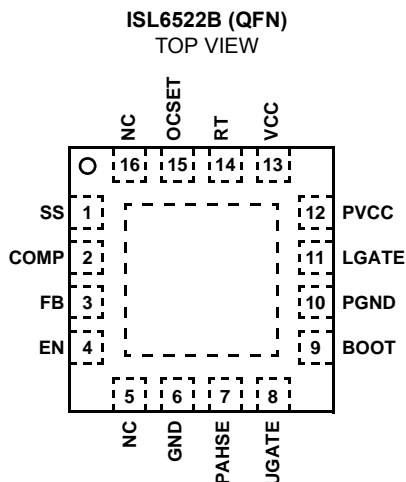 ISL6522B (QFN)
TOP VIEW
NC
OCSET
RT
VCC
16
15
14
13
SS 1
12 PVCC
COMP 2
11 LGATE
FB 3
10 PGND
EN 4
9 BOOT
5
6
7
8
NC
GND
PAHSE
UGATE